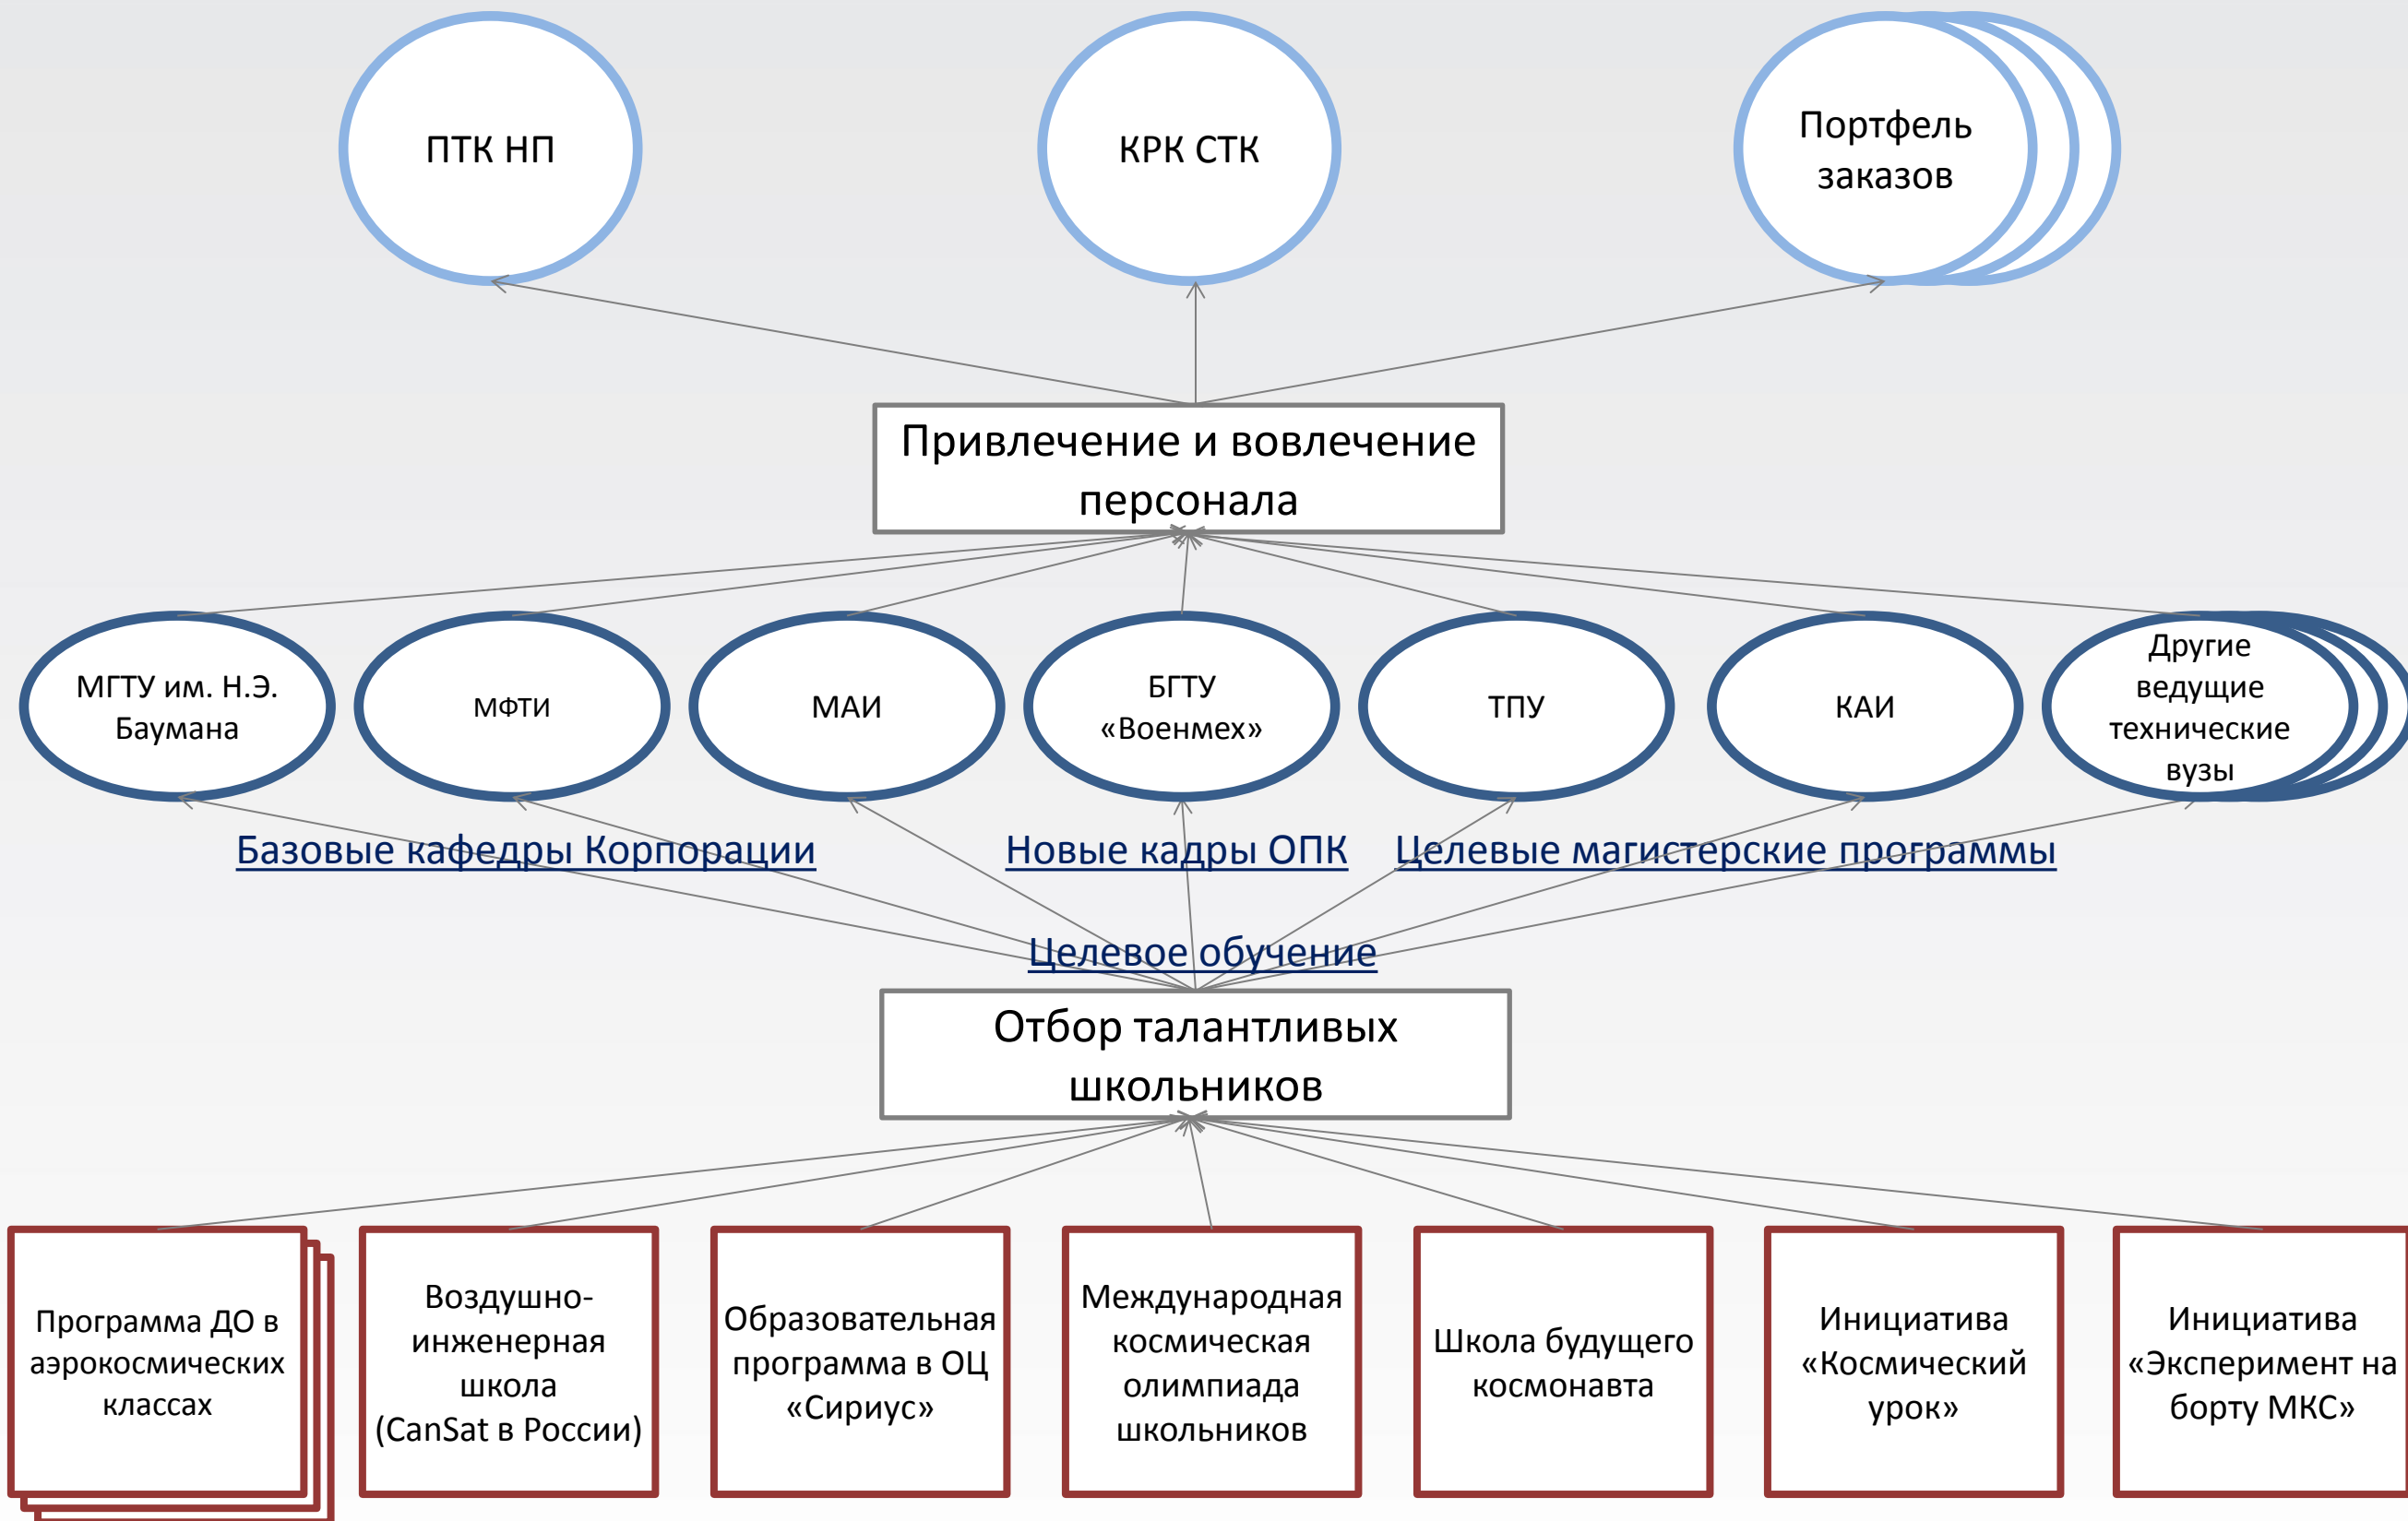 ПТК НП
КРК СТК
Портфель
заказов
Привлечение и вовлечение
персонала
МГТУ им. Н.Э.
Баумана
МФТИ
МАИ
БГТУ
«Военмех»
ТПУ
КАИ
Другие
ведущие
технические
вузы
Базовые кафедры Корпорации
Новые кадры ОПК
Целевые магистерские программы
Целевое обучение
Отбор талантливых
школьников
Программа ДО в
аэрокосмических
классах
Воздушно-
инженерная
школа
(CanSat в России)
Образовательная
программа в ОЦ
«Сириус»
Международная
космическая
олимпиада
школьников
Школа будущего
космонавта
Инициатива
«Космический
урок»
Инициатива
«Эксперимент на
борту МКС»